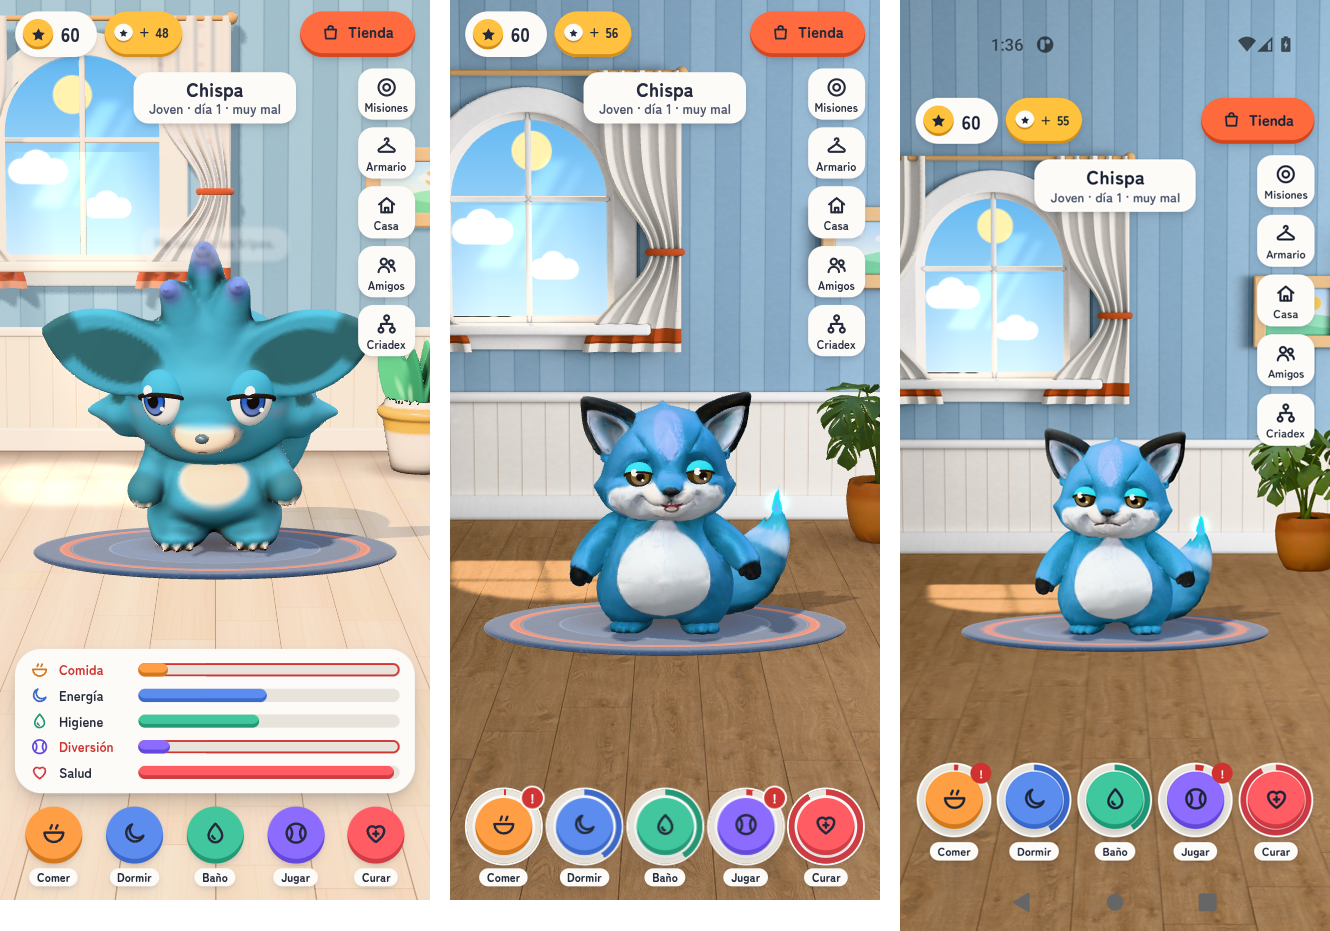 60
+ 48
Tienda
Chispa
Joven · día 1 · muy mal
Misiones
Armario
Casa
Amigos
Criadex
Comida
Energía
Higiene
Diversión
Salud
Comer
Dormir
Baño
Jugar
Curar
60
+ 56
Tienda
Chispa
Joven · día 1 · muy mal
Misiones
Armario
Casa
Amigos
Criadex
!
!
Comer
Dormir
Baño
Jugar
Curar
1:36
60
+ 55
Tienda
Chispa
Joven · día 1 · muy mal
Misiones
Armario
Casa
Amigos
Criadex
!
!
Comer
Dormir
Baño
Jugar
Curar